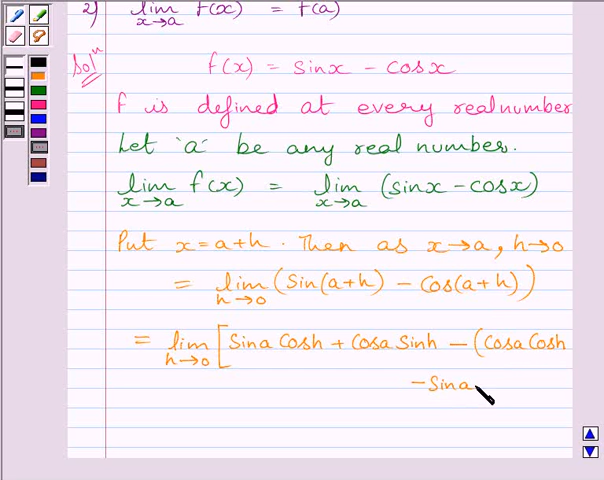 2) lim x→a f(x) = f(a)
Solⁿ f(x) = sinx - cosx
f is defined at every real number
Let 'a' be any real number.
lim x→a f(x) = lim x→a (sinx - cosx)
Put x = a+h. Then as x→a, h→0
= lim h→0 (Sin(a+h) - Cos(a+h))
= lim h→0 [Sina Cosh + Cosa Sinh - (Cosa Cosh
- Sina